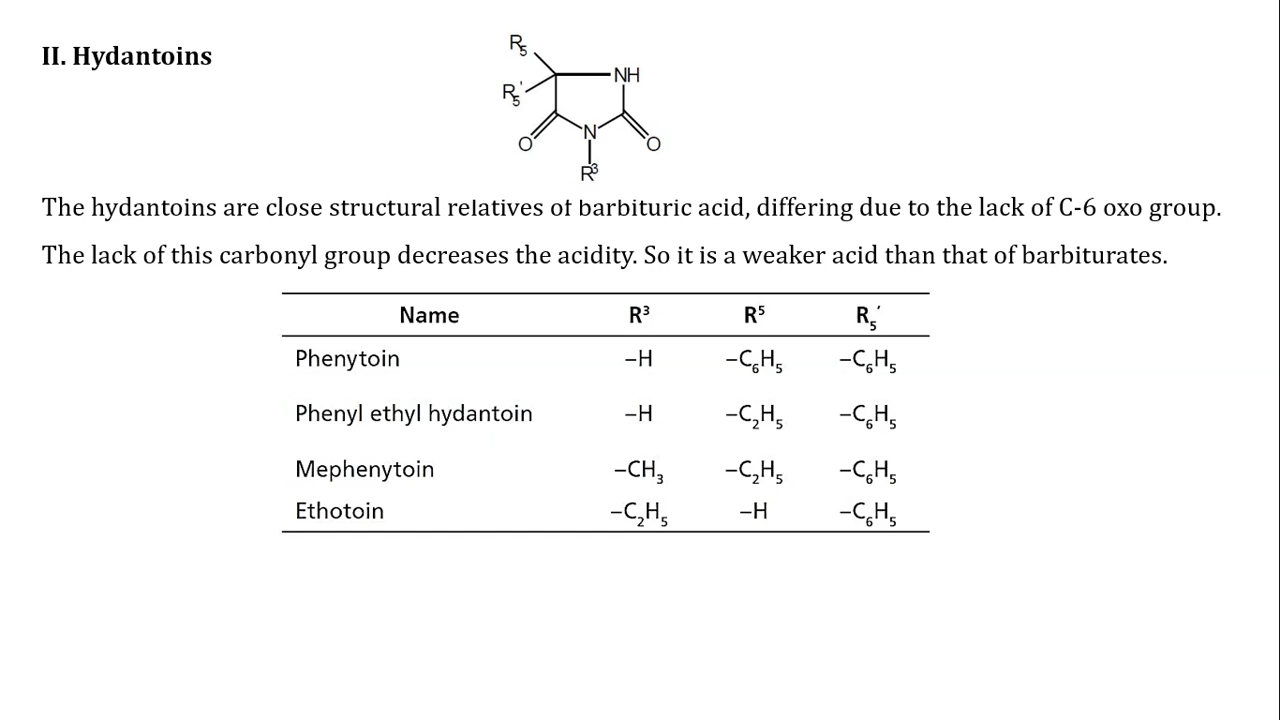 II. Hydantoins
R5
NH
R5'
N
O
O
R3
The hydantoins are close structural relatives of barbituric acid, differing due to the lack of C-6 oxo group.
The lack of this carbonyl group decreases the acidity. So it is a weaker acid than that of barbiturates.
Name R³ R⁵ R₅′
Phenytoin –H –C₆H₅ –C₆H₅
Phenyl ethyl hydantoin –H –C₂H₅ –C₆H₅
Mephenytoin –CH₃ –C₂H₅ –C₆H₅
Ethotoin –C₂H₅ –H –C₆H₅